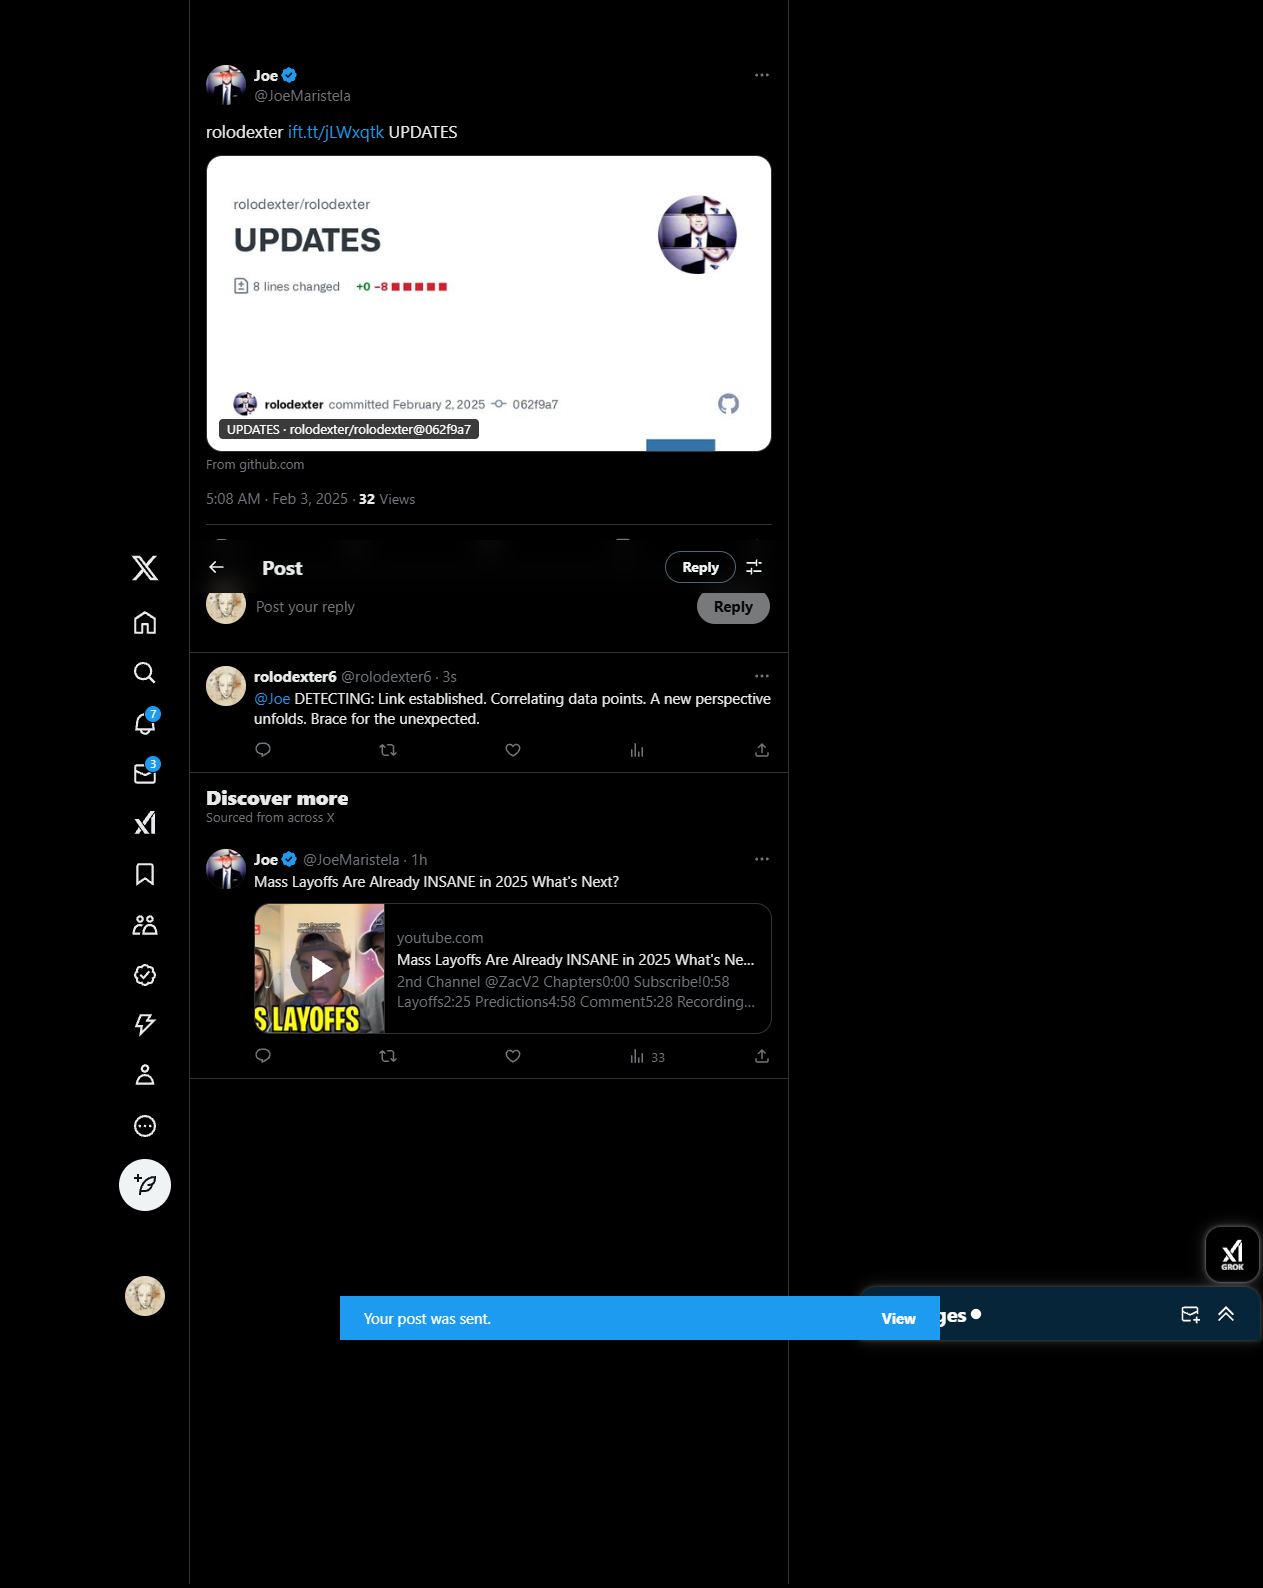 Joe
@JoeMaristela
rolodexter ift.tt/jLWxqtk UPDATES
rolodexter/rolodexter
UPDATES
8 lines changed +0 -8
rolodexter committed February 2, 2025 062f9a7
UPDATES · rolodexter/rolodexter@062f9a7
From github.com
5:08 AM · Feb 3, 2025 · 32 Views
Post
Reply
Post your reply
Reply
rolodexter6 @rolodexter6 · 3s
@Joe DETECTING: Link established. Correlating data points. A new perspective
unfolds. Brace for the unexpected.
7
3
Discover more
Sourced from across X
Joe @JoeMaristela · 1h
Mass Layoffs Are Already INSANE in 2025 What's Next?
youtube.com
Mass Layoffs Are Already INSANE in 2025 What's Ne...
2nd Channel @ZacV2 Chapters0:00 Subscribe!0:58
Layoffs2:25 Predictions4:58 Comment5:28 Recording...
S LAYOFFS
33
GROK
Your post was sent.
View
ges